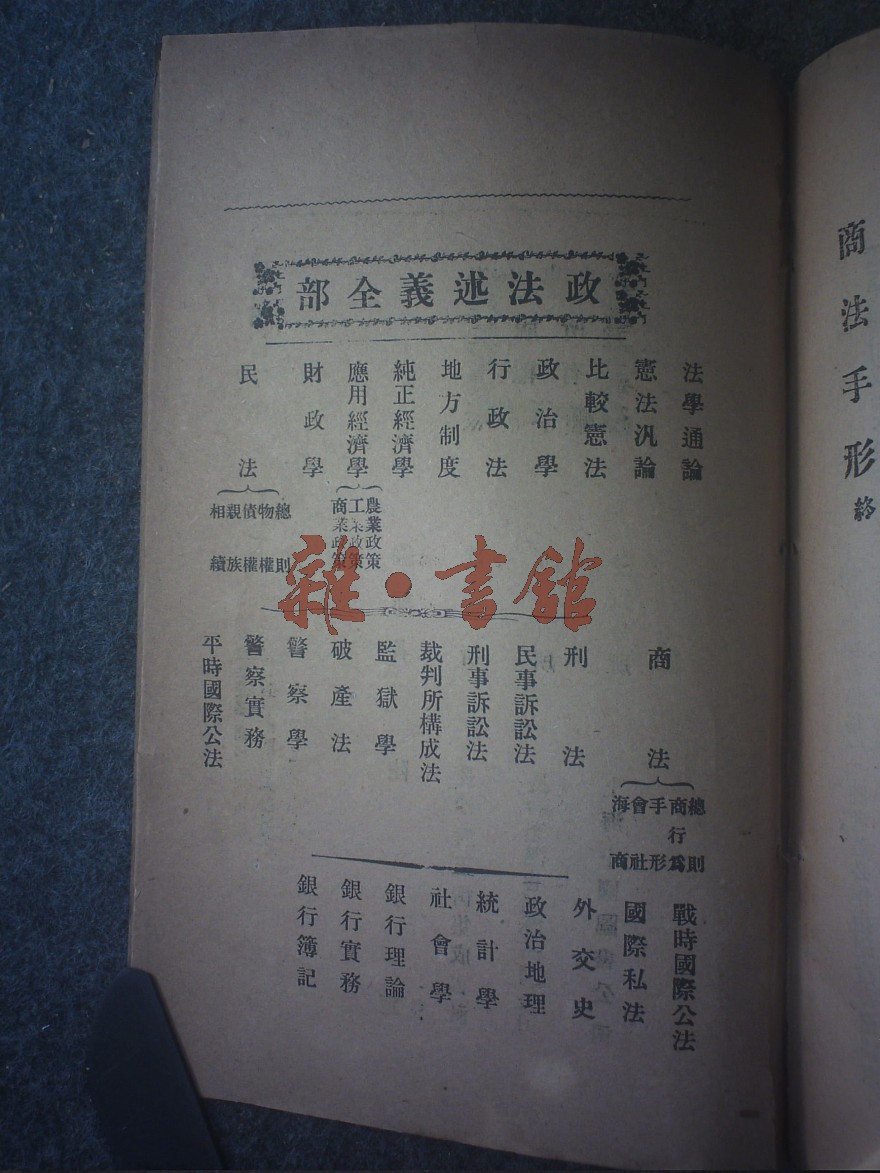 商法手形終
政法述義全部
法學通論
憲法汎論
比較憲法
政治學
行政法
地方制度
純正經濟學
應用經濟學
農業政策
工業政策
商業政策
財政學
民法
總則
物權
債權
親族
相續
商法
總則
商行爲
手形
會社
海商
刑法
民事訴訟法
刑事訴訟法
裁判所構成法
監獄學
破產法
警察學
警察實務
平時國際公法
戰時國際公法
國際私法
外交史
政治地理
統計學
社會學
銀行理論
銀行實務
銀行簿記
雜·書館